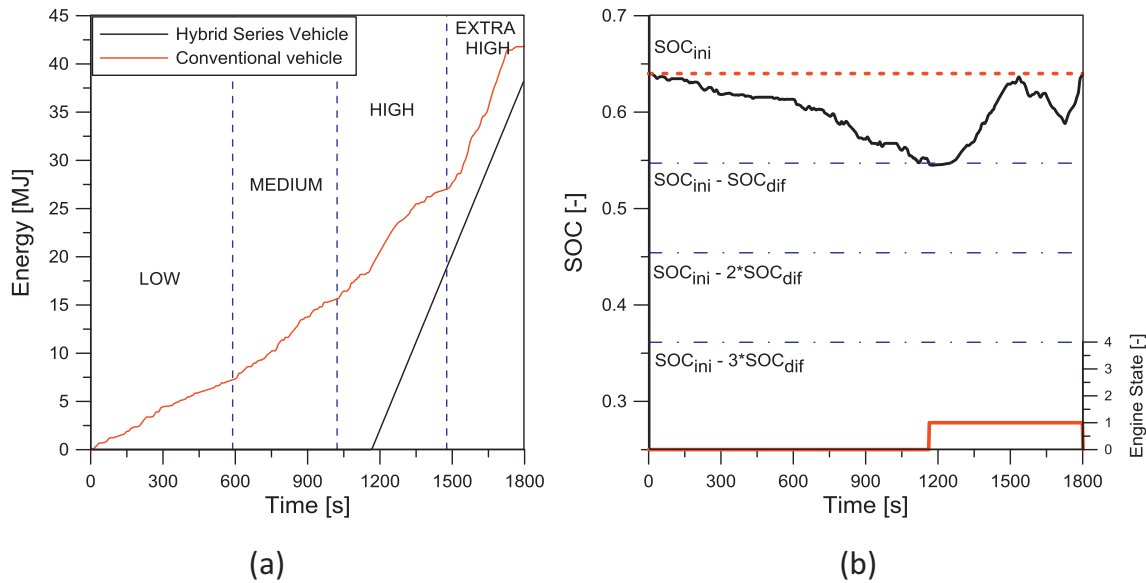 45
40
35
30
25
20
15
10
5
0
Energy [MJ]
Hybrid Series Vehicle
Conventional vehicle
LOW
MEDIUM
HIGH
EXTRA
HIGH
0 300 600 900 1200 1500 1800
Time [s]
(a)
0.6
0.5
0.4
0.3
SOC [-]
SOCini
SOCini - SOCdif
SOCini - 2*SOCdif
SOCini - 3*SOCdif
4
3
2
1
0
Engine State [-]
0 300 600 900 1200 1500 1800
Time [s]
(b)